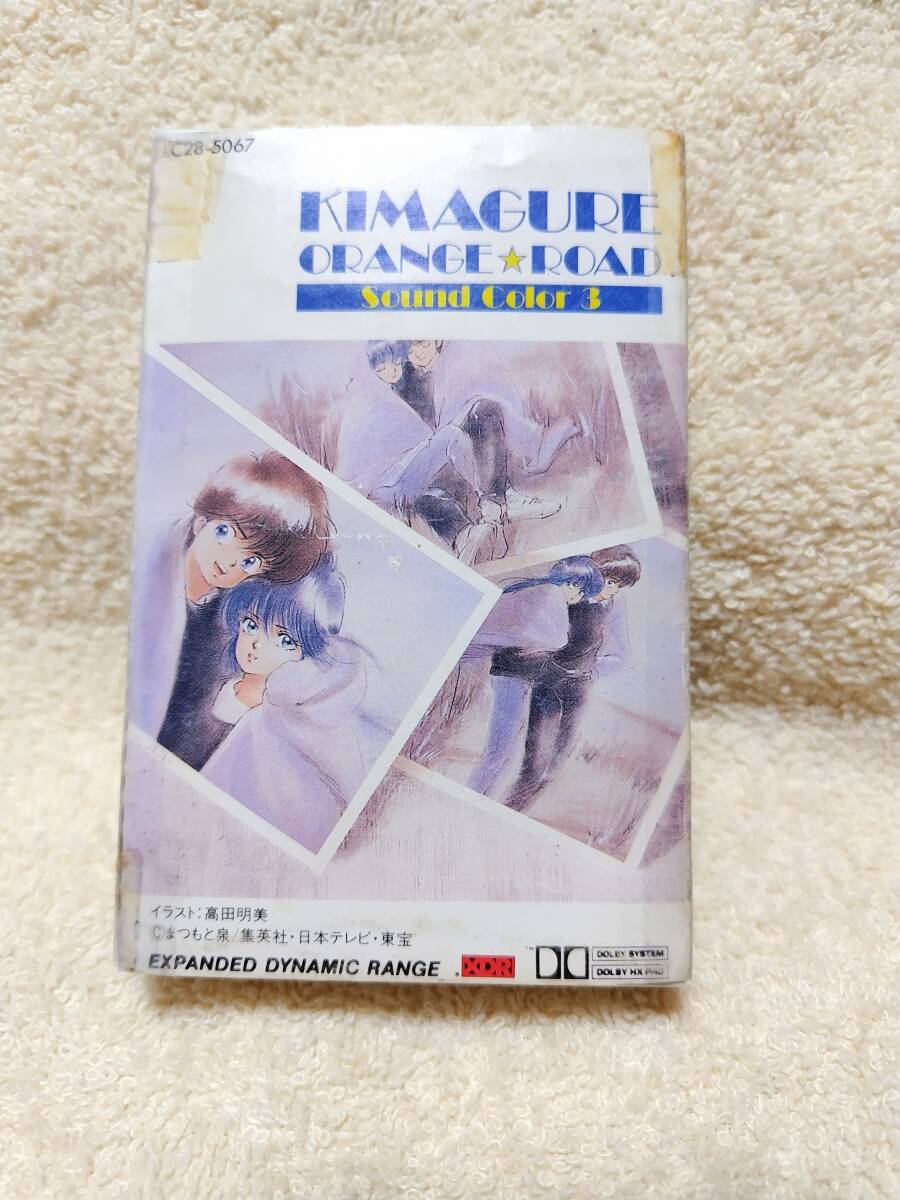 C28-5067
KIMAGURE
ORANGE★ROAD
Sound Color 3
イラスト:高田明美
©まつもと泉/集英社・日本テレビ・東宝
EXPANDED DYNAMIC RANGE XDR
™ DOLBY SYSTEM
DOLBY HX PRO